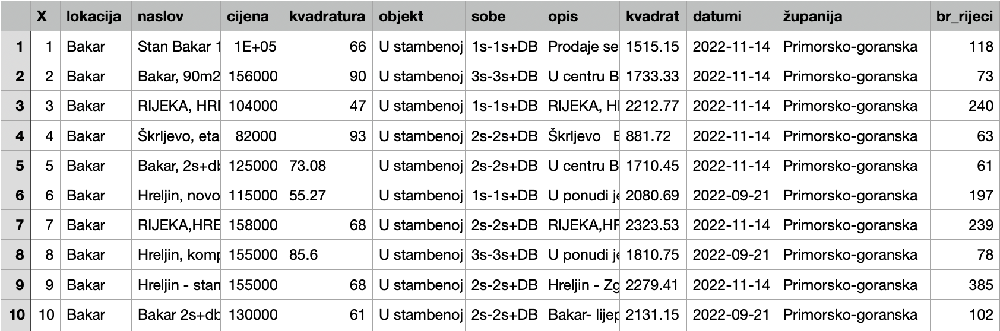 X lokacija naslov cijena kvadratura objekt sobe opis kvadrat datumi županija br_rijeci
1 1 Bakar Stan Bakar 1 1E+05 66 U stambenoj 1s-1s+DB Prodaje se 1515.15 2022-11-14 Primorsko-goranska 118
2 2 Bakar Bakar, 90m2 156000 90 U stambenoj 3s-3s+DB U centru B 1733.33 2022-11-14 Primorsko-goranska 73
3 3 Bakar RIJEKA, HRE 104000 47 U stambenoj 1s-1s+DB RIJEKA, H 2212.77 2022-11-14 Primorsko-goranska 240
4 4 Bakar Škrljevo, eta 82000 93 U stambenoj 2s-2s+DB Škrljevo E 881.72 2022-11-14 Primorsko-goranska 63
5 5 Bakar Bakar, 2s+db 125000 73.08 U stambenoj 2s-2s+DB U centru B 1710.45 2022-11-14 Primorsko-goranska 61
6 6 Bakar Hreljin, novo 115000 55.27 U stambenoj 1s-1s+DB U ponudi je 2080.69 2022-09-21 Primorsko-goranska 197
7 7 Bakar RIJEKA,HRE 158000 68 U stambenoj 2s-2s+DB RIJEKA,HR 2323.53 2022-11-14 Primorsko-goranska 239
8 8 Bakar Hreljin, komp 155000 85.6 U stambenoj 3s-3s+DB U ponudi je 1810.75 2022-09-21 Primorsko-goranska 78
9 9 Bakar Hreljin - stan 155000 68 U stambenoj 2s-2s+DB Hreljin - Zg 2279.41 2022-11-14 Primorsko-goranska 385
10 10 Bakar Bakar 2s+db 130000 61 U stambenoj 2s-2s+DB Bakar- lijep 2131.15 2022-09-21 Primorsko-goranska 102